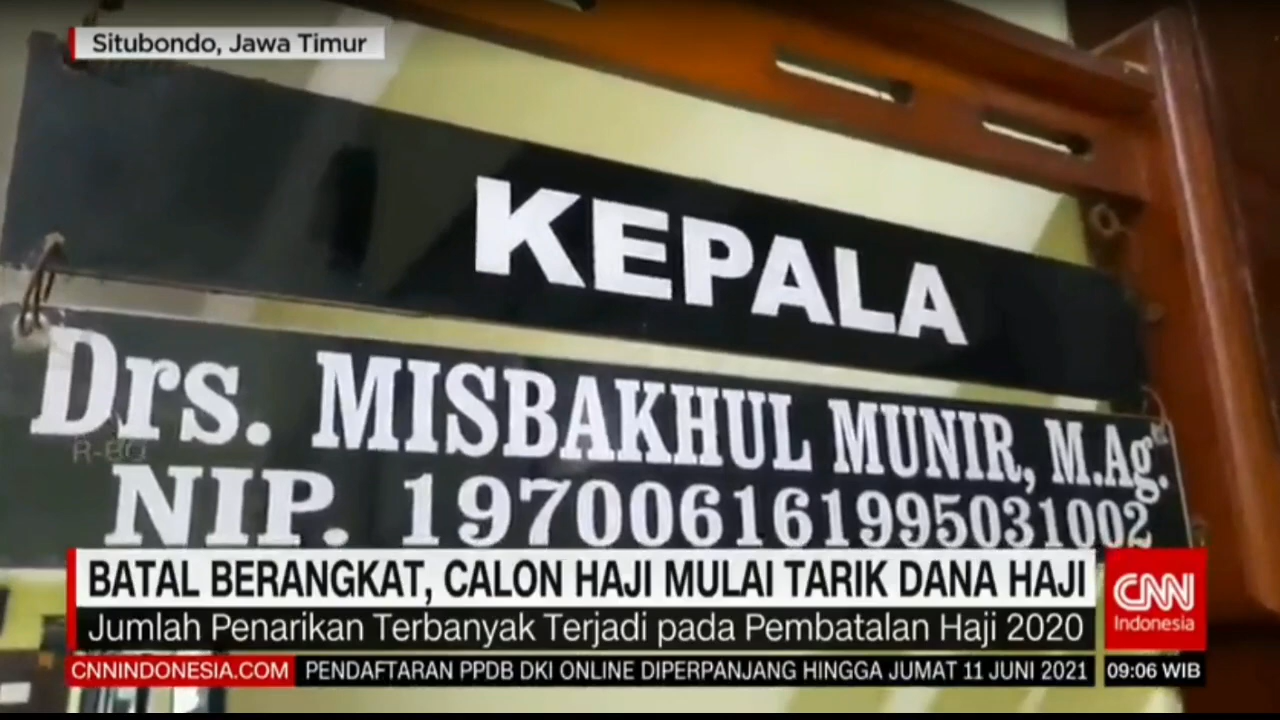 Situbondo, Jawa Timur
KEPALA
Drs. MISBAKHUL MUNIR, M.Ag.
NIP. 197006161995031002
BATAL BERANGKAT, CALON HAJI MULAI TARIK DANA HAJI
Jumlah Penarikan Terbanyak Terjadi pada Pembatalan Haji 2020
CNN Indonesia
CNNINDONESIA.COM PENDAFTARAN PPDB DKI ONLINE DIPERPANJANG HINGGA JUMAT 11 JUNI 2021 09:06 WIB